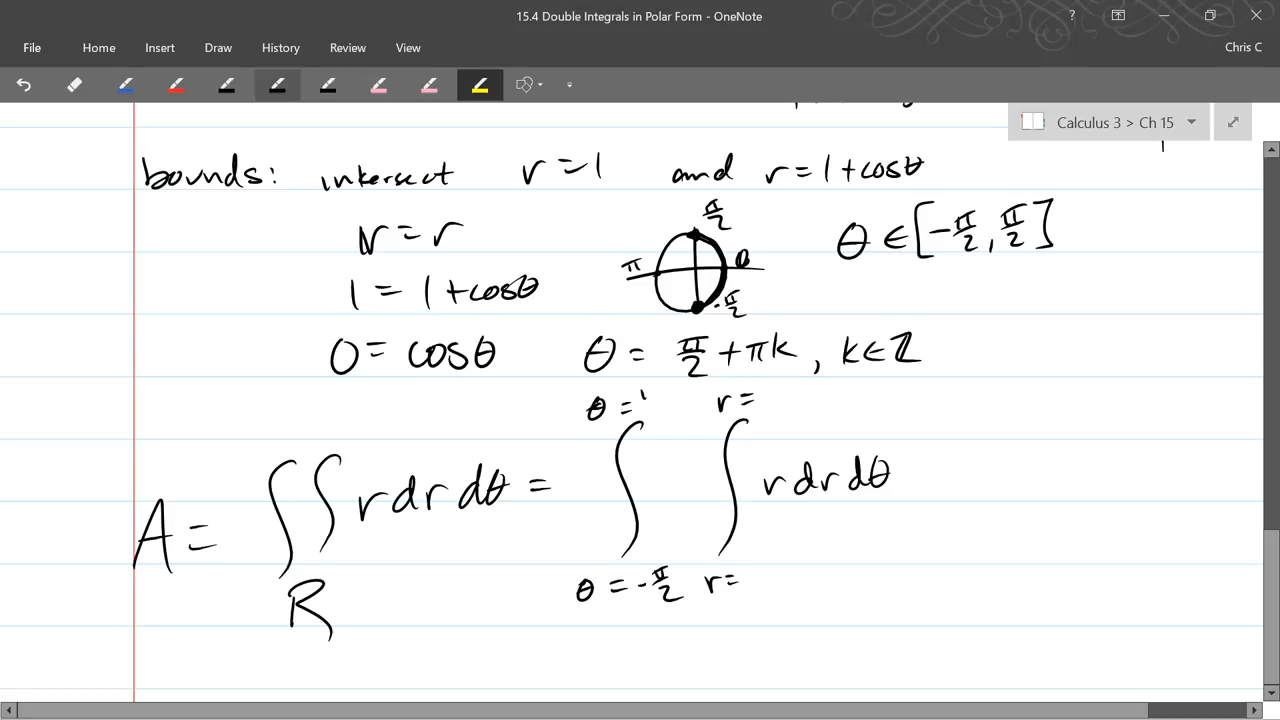 15.4 Double Integrals in Polar Form - OneNote
?
File Home Insert Draw History Review View Chris C
Calculus 3 > Ch 15
bounds: intersect r = 1 and r = 1 + cosθ
r = r
π/2
π 0
-π/2
θ ∈ [-π/2, π/2]
1 = 1 + cosθ
0 = cosθ θ = π/2 + πk, k ∈ ℤ
θ = r =
A = ∬ r dr dθ = ∫ ∫ r dr dθ
R θ = -π/2 r =